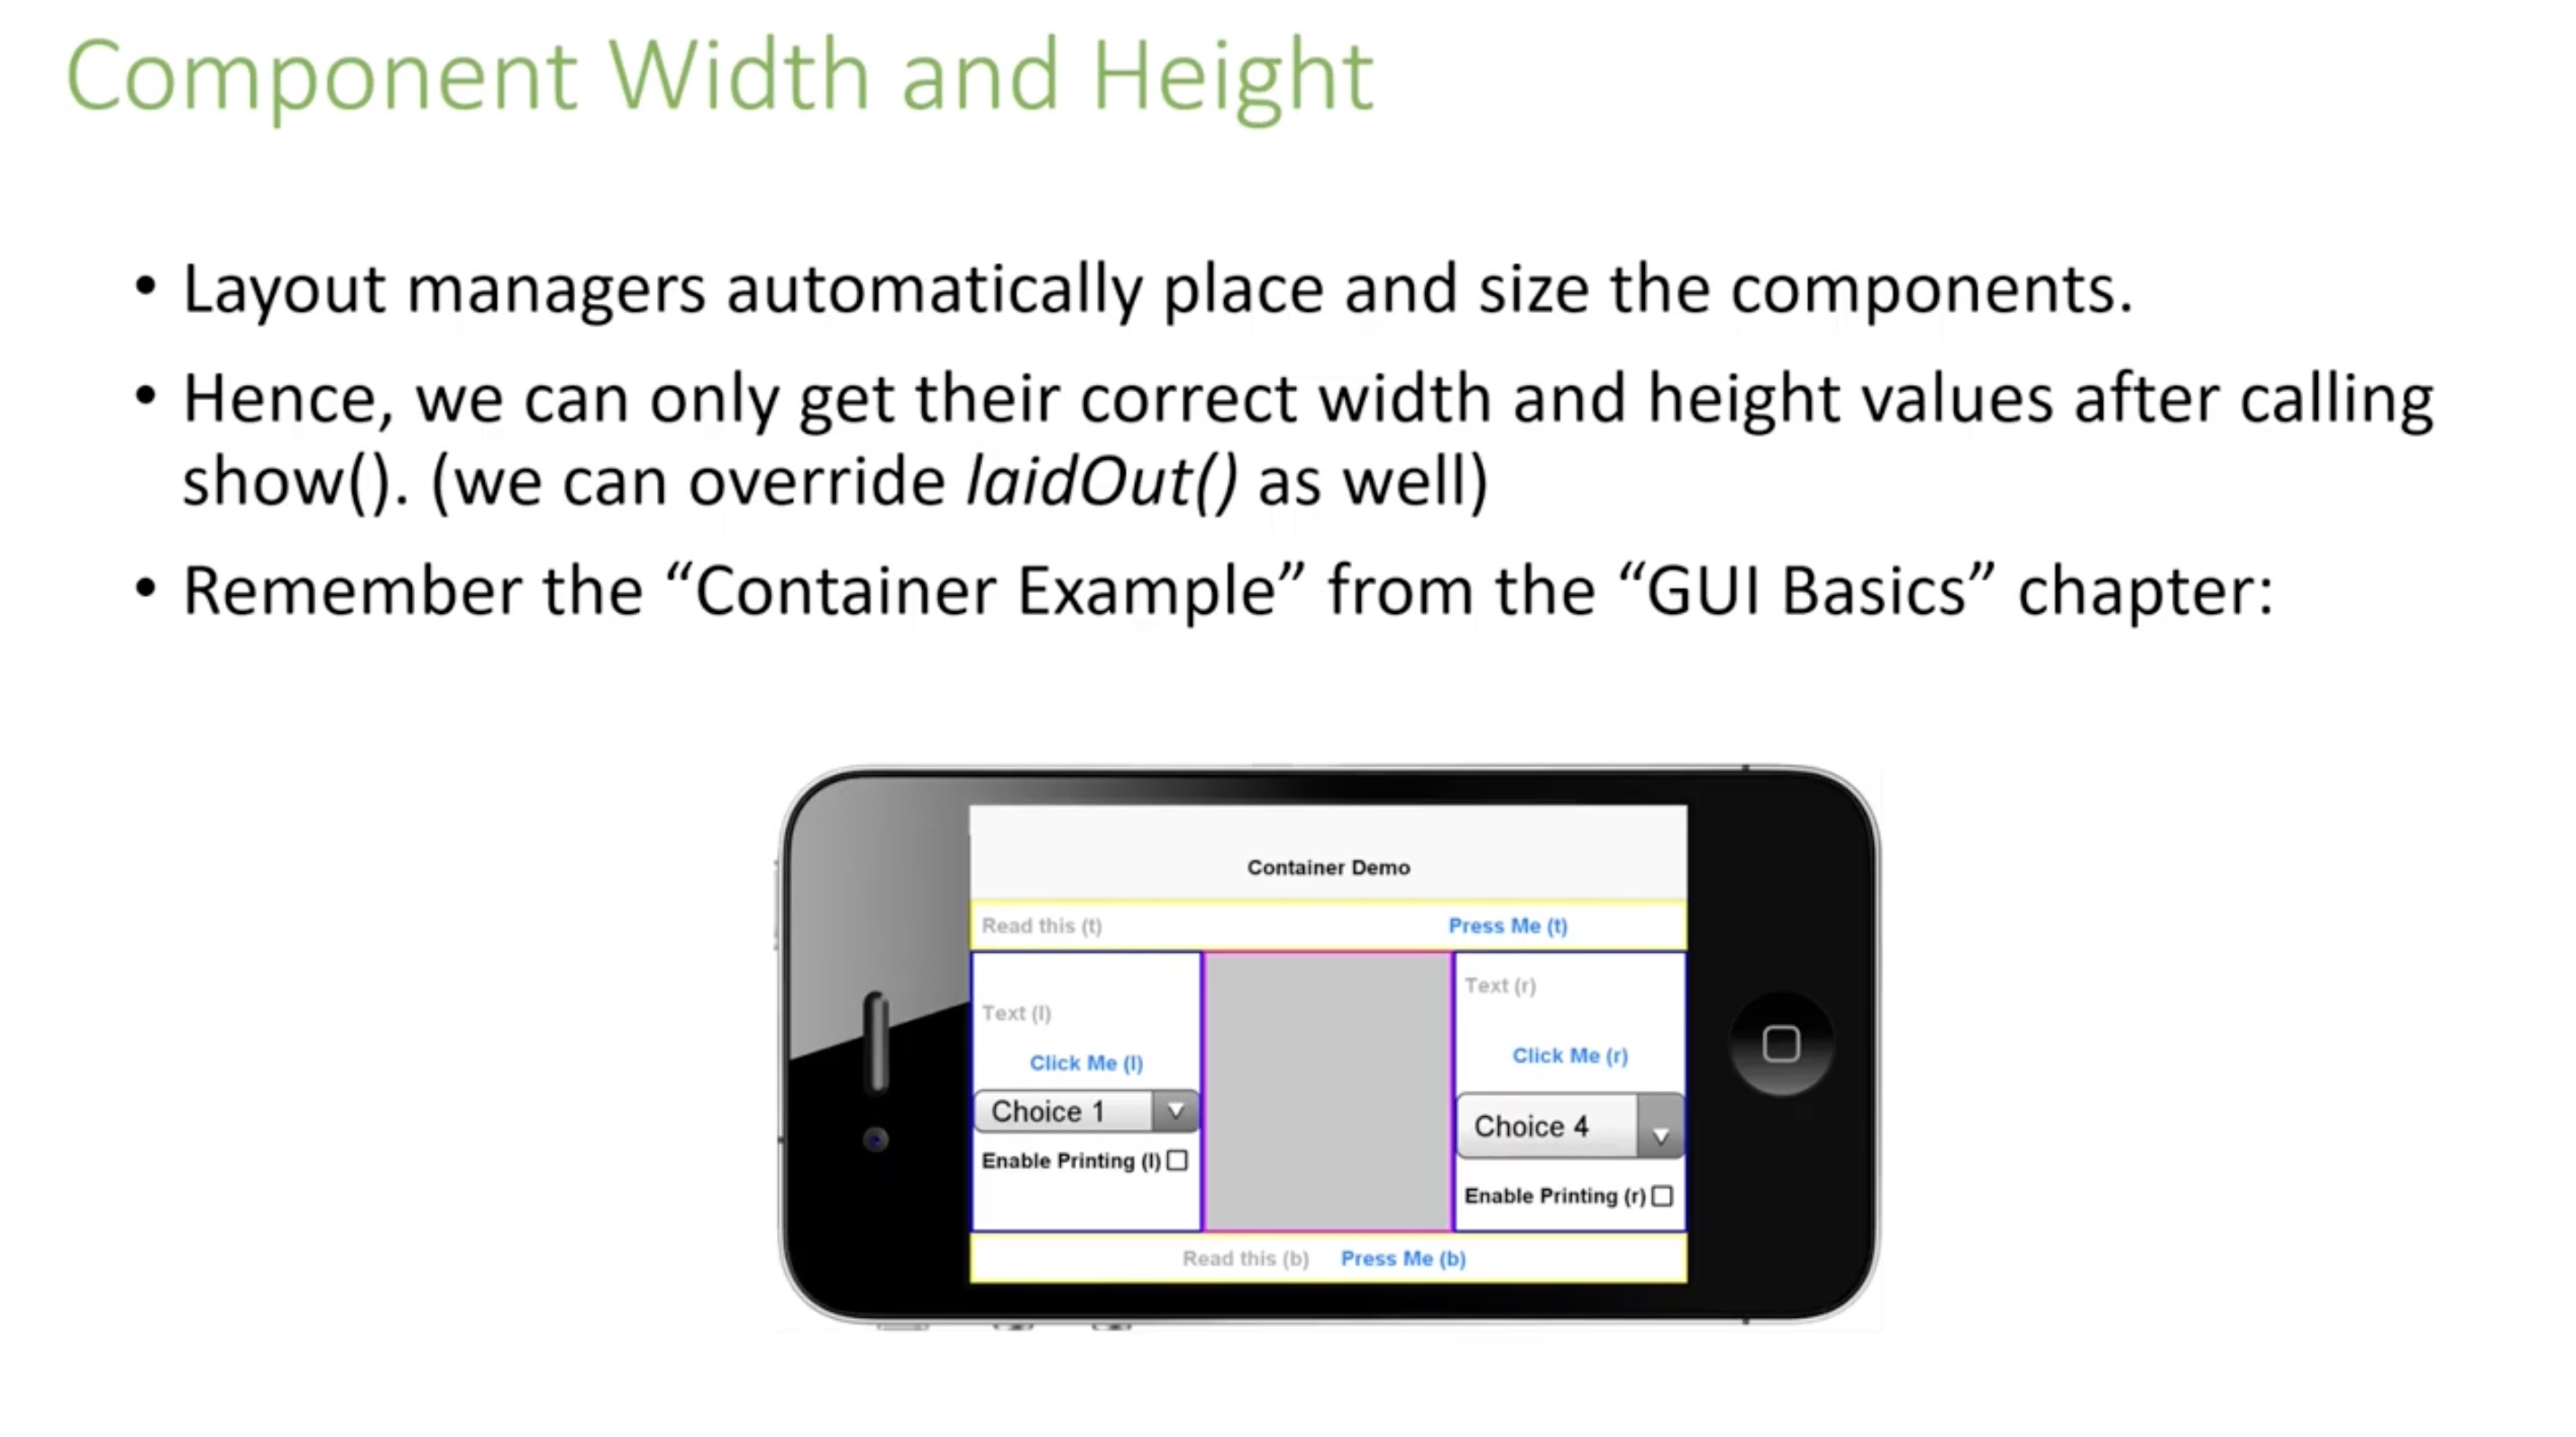 Component Width and Height
• Layout managers automatically place and size the components.
• Hence, we can only get their correct width and height values after calling
show(). (we can override laidOut() as well)
• Remember the “Container Example” from the “GUI Basics” chapter:
Container Demo
Read this (t) Press Me (t)
Text (l)
Click Me (l)
Choice 1
Enable Printing (l)
Text (r)
Click Me (r)
Choice 4
Enable Printing (r)
Read this (b) Press Me (b)